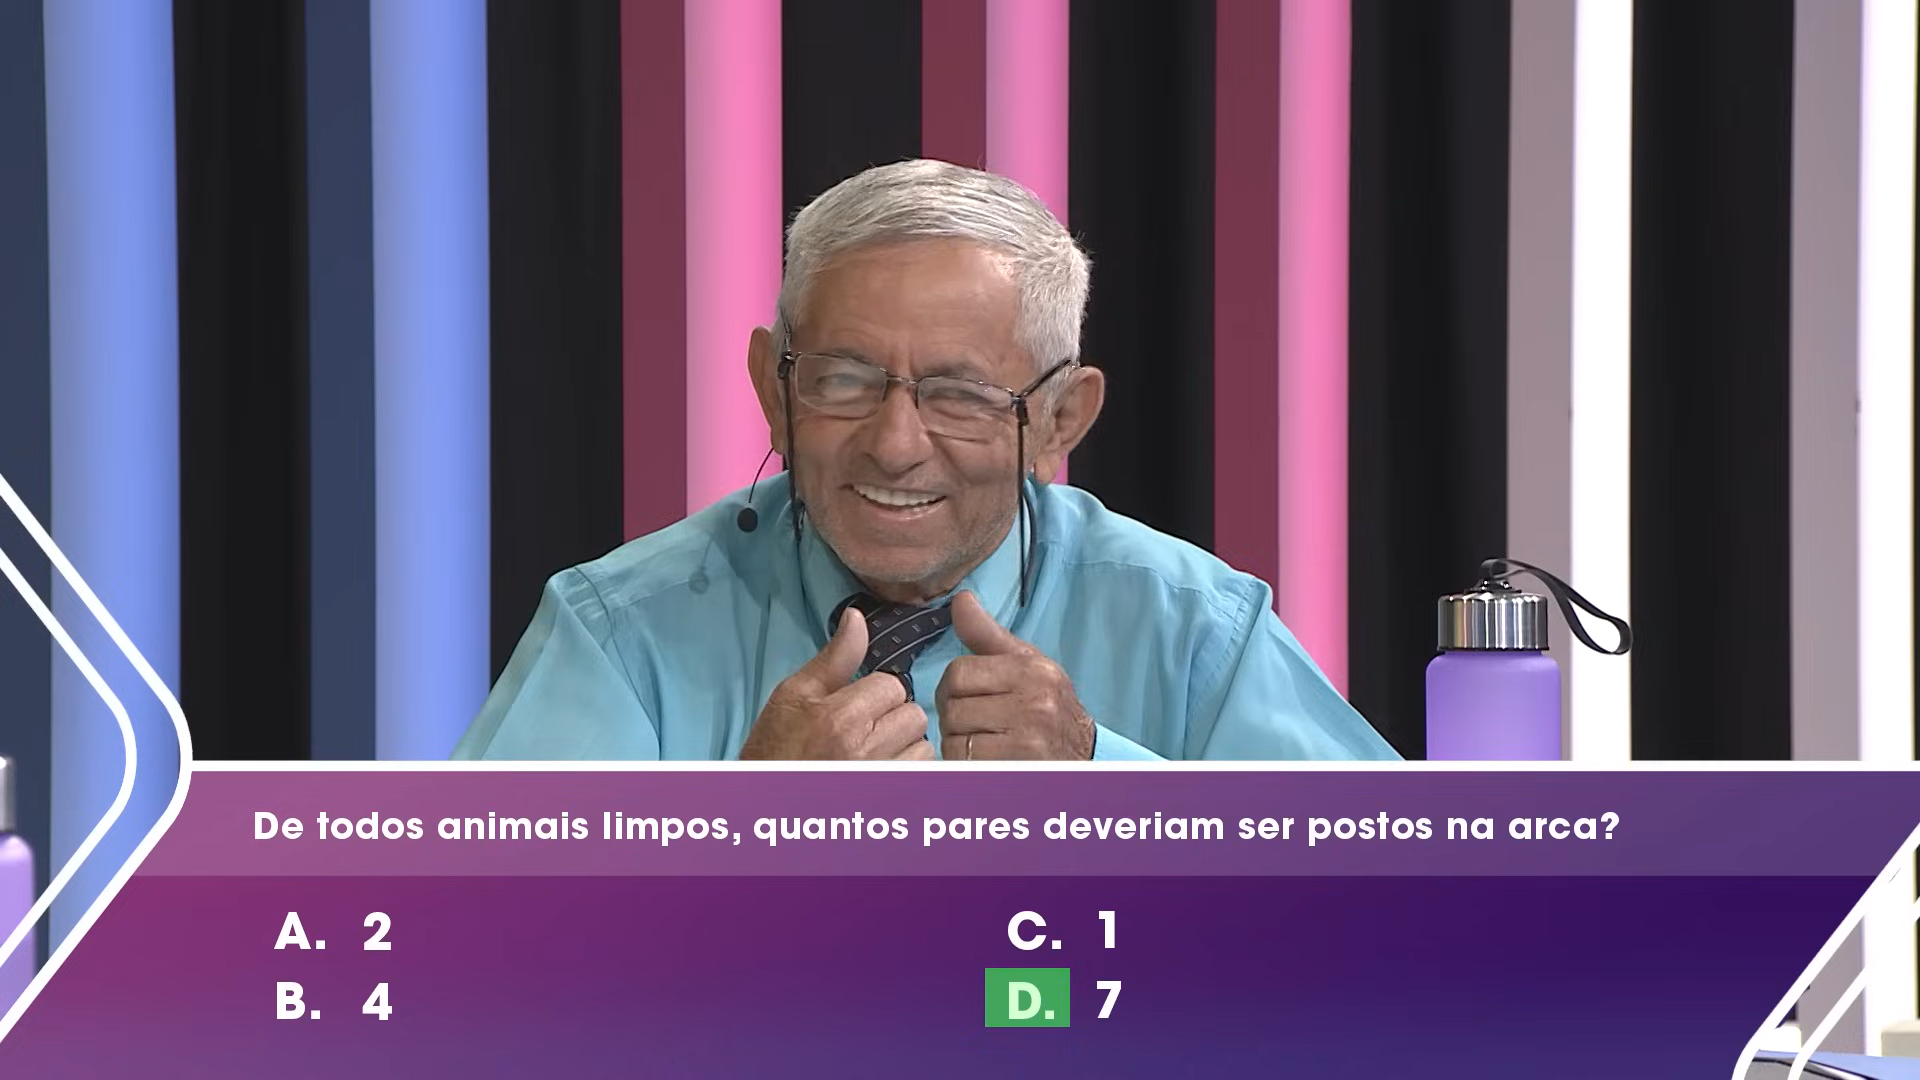 De todos animais limpos, quantos pares deveriam ser postos na arca?
A. 2
B. 4
C. 1
D. 7